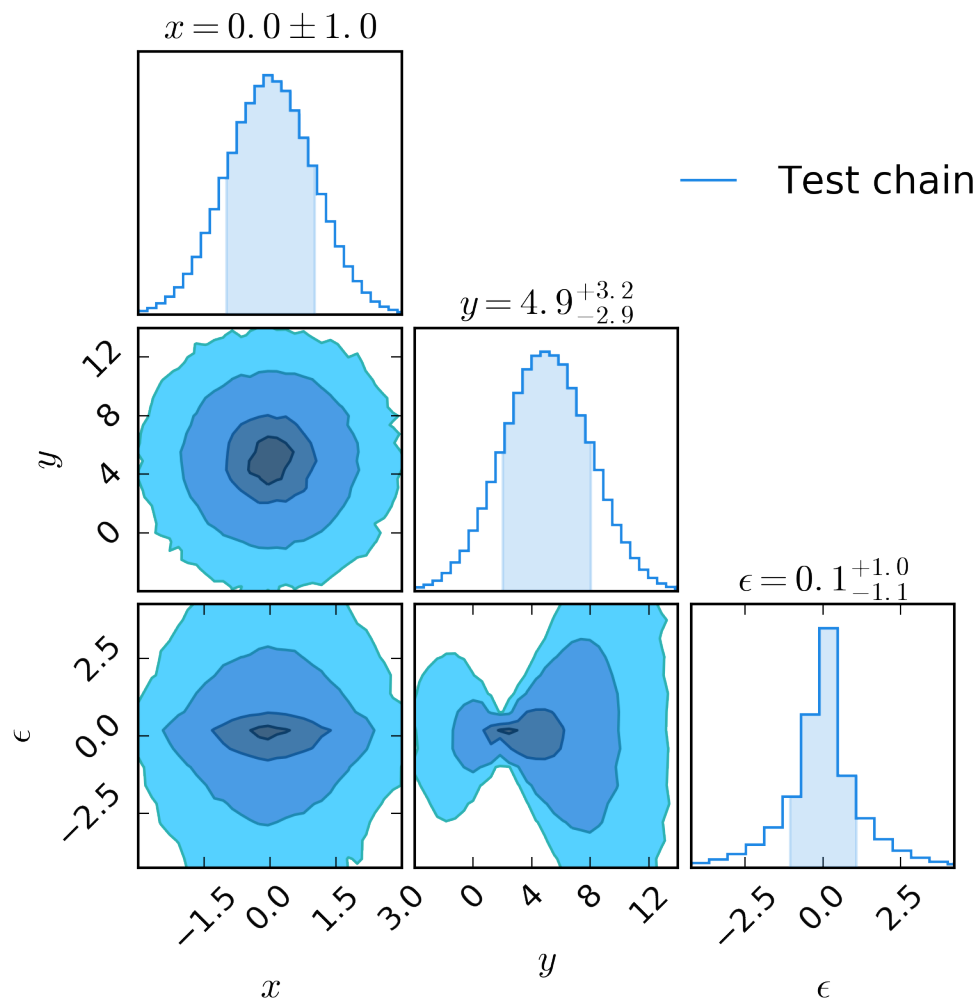 x = 0.0 ± 1.0
Test chain
y = 4.9 +3.2 −2.9
12
8
4
0
y
ϵ = 0.1 +1.0 −1.1
2.5
0.0
−2.5
ϵ
−1.5 0.0 1.5 3.0
0 4 8 12
−2.5 0.0 2.5
x
y
ϵ